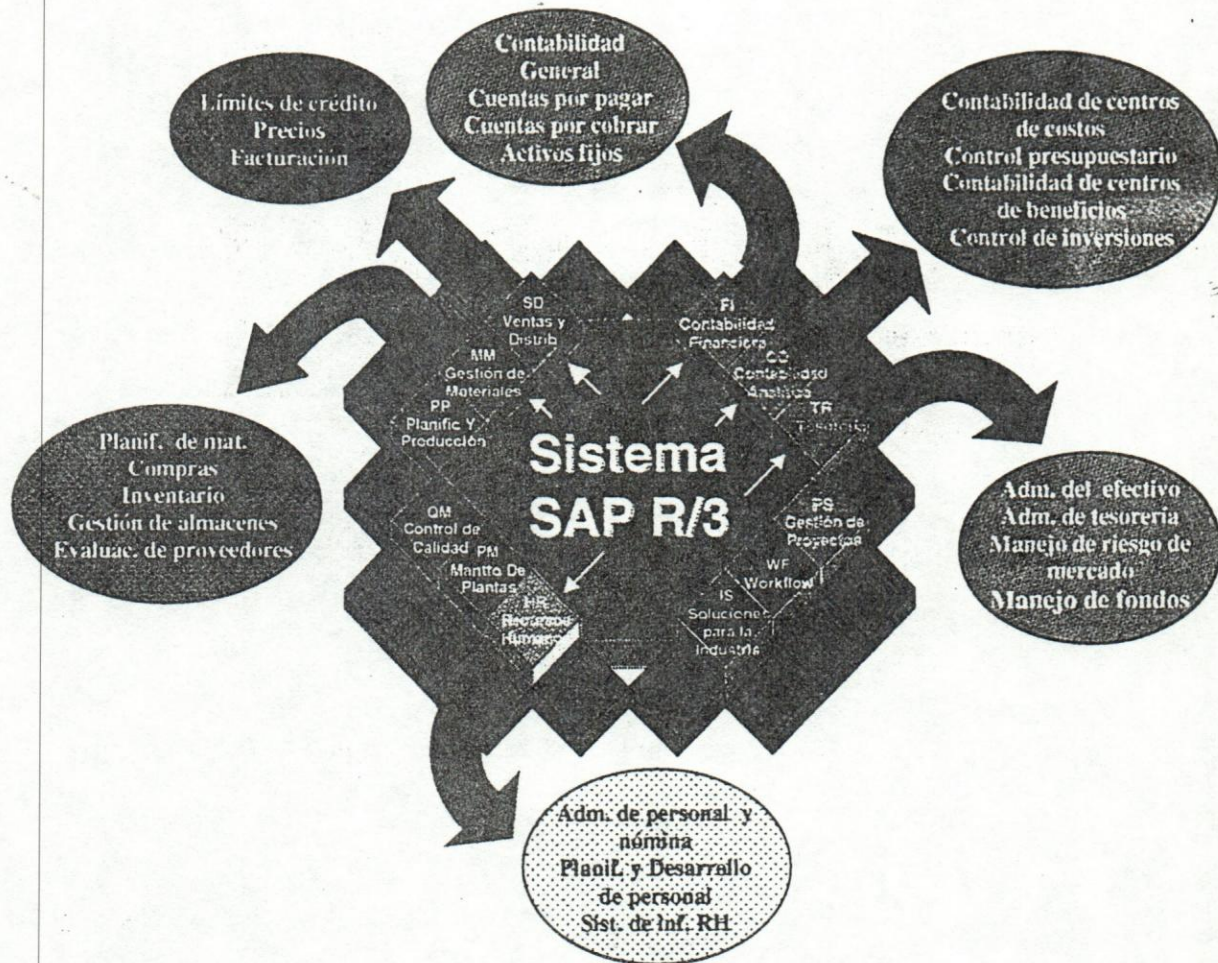 Contabilidad
General
Cuentas por pagar
Cuentas por cobrar
Activos fijos
Límites de crédito
Precios
Facturación
Contabilidad de centros
de costos
Control presupuestario
Contabilidad de centros
de beneficios
Control de inversiones
SD
Ventas y
Distrib
MM
Gestión de
Materiales
PP
Planific Y
Producción
FI
Contabilidad
Financiera
CO
Contabilidad
Analítica
TR
Tesorería
Sistema
SAP R/3
QM
Control de
Calidad
PM
Mantto De
Plantas
HR
Recursos
Humanos
PS
Gestión de
Proyectos
WF
Workflow
IS
Soluciones
para la
Industria
Planif. de mat.
Compras
Inventario
Gestión de almacenes
Evaluac. de proveedores
Adm. del efectivo
Adm. de tesorería
Manejo de riesgo de
mercado
Manejo de fondos
Adm. de personal y
nómina
Planif. y Desarrollo
de personal
Sist. de inf. RH